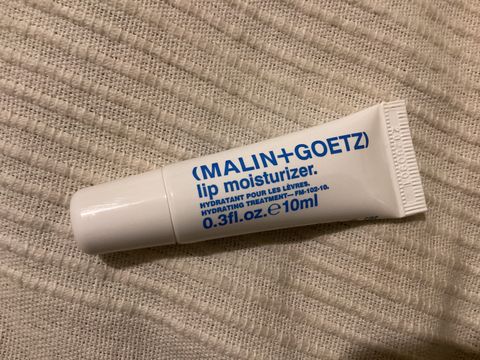 (MALIN+GOETZ)
lip moisturizer.
HYDRATANT POUR LES LÈVRES.
HYDRATING TREATMENT—FM-102-10.
0.3fl.oz.℮10ml